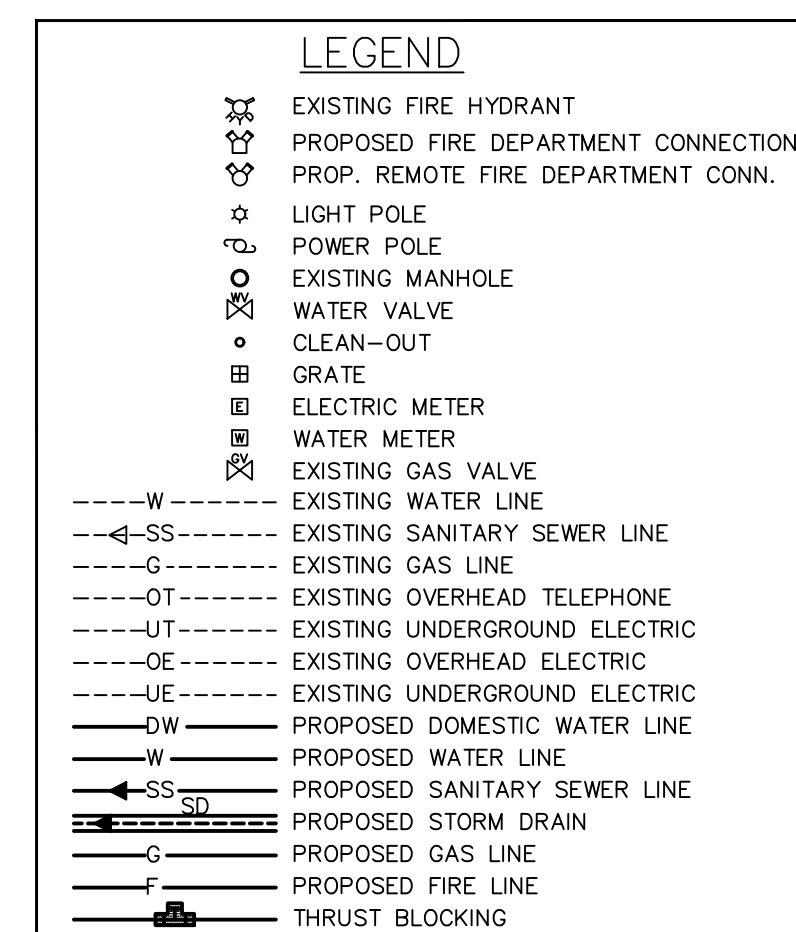 LEGEND
EXISTING FIRE HYDRANT
PROPOSED FIRE DEPARTMENT CONNECTION
PROP. REMOTE FIRE DEPARTMENT CONN.
LIGHT POLE
POWER POLE
EXISTING MANHOLE
WV WATER VALVE
CLEAN-OUT
GRATE
E ELECTRIC METER
W WATER METER
GV EXISTING GAS VALVE
W EXISTING WATER LINE
SS EXISTING SANITARY SEWER LINE
G EXISTING GAS LINE
OT EXISTING OVERHEAD TELEPHONE
UT EXISTING UNDERGROUND ELECTRIC
OE EXISTING OVERHEAD ELECTRIC
UE EXISTING UNDERGROUND ELECTRIC
DW PROPOSED DOMESTIC WATER LINE
W PROPOSED WATER LINE
SS PROPOSED SANITARY SEWER LINE
SD PROPOSED STORM DRAIN
G PROPOSED GAS LINE
F PROPOSED FIRE LINE
THRUST BLOCKING